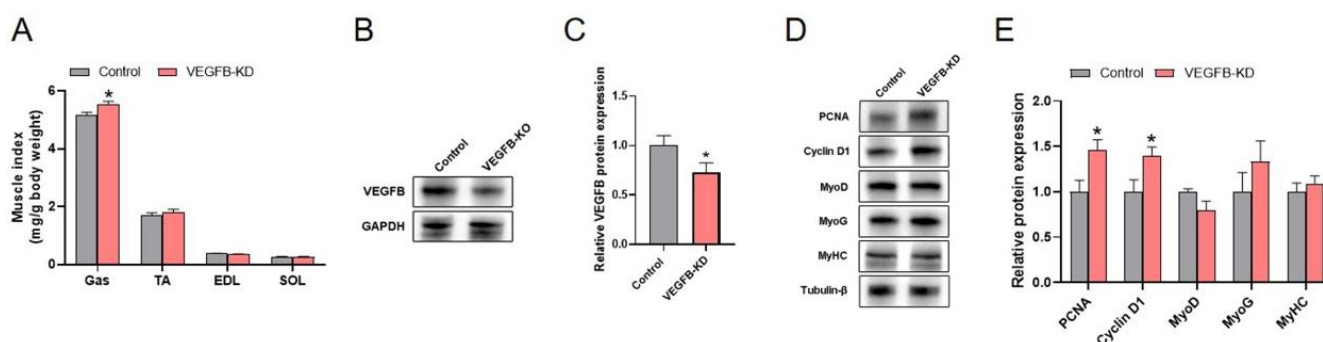 A
Control VEGFB-KD
Muscle index
(mg/g body weight)
6
4
2
0
*
Gas TA EDL SOL
B
Control VEGFB-KO
VEGFB
GAPDH
C
Relative VEGFB protein expression
1.5
1.0
0.5
0.0
*
Control VEGFB-KD
D
Control VEGFB-KD
PCNA
Cyclin D1
MyoD
MyoG
MyHC
Tubulin-β
E
Control VEGFB-KD
Relative protein expression
2.0
1.5
1.0
0.5
0.0
* *
PCNA Cyclin D1 MyoD MyoG MyHC